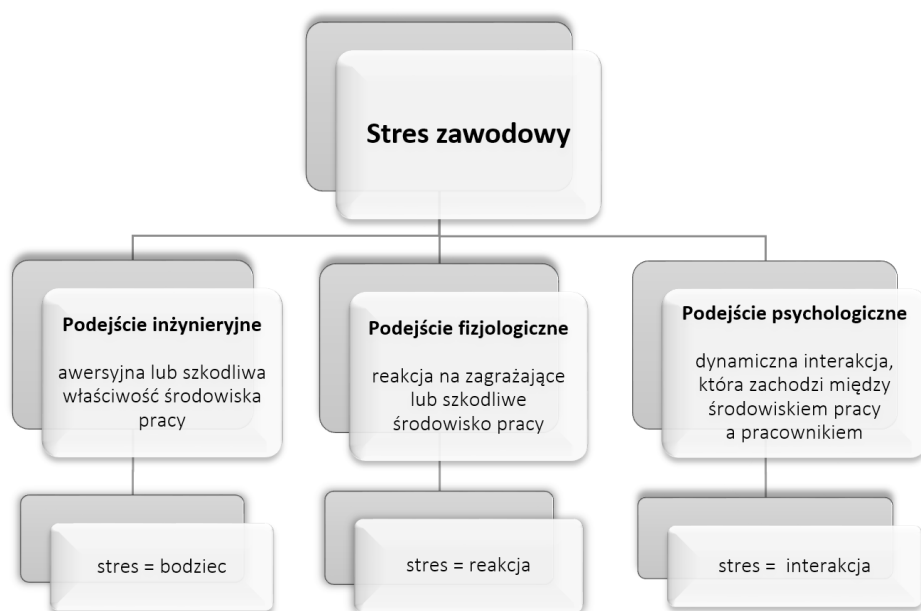 Stres zawodowy
Podejście inżynieryjne
awersyjna lub szkodliwa
właściwość środowiska
pracy
Podejście fizjologiczne
reakcja na zagrażające
lub szkodliwe
środowisko pracy
Podejście psychologiczne
dynamiczna interakcja,
która zachodzi między
środowiskiem pracy
a pracownikiem
stres = bodziec
stres = reakcja
stres = interakcja